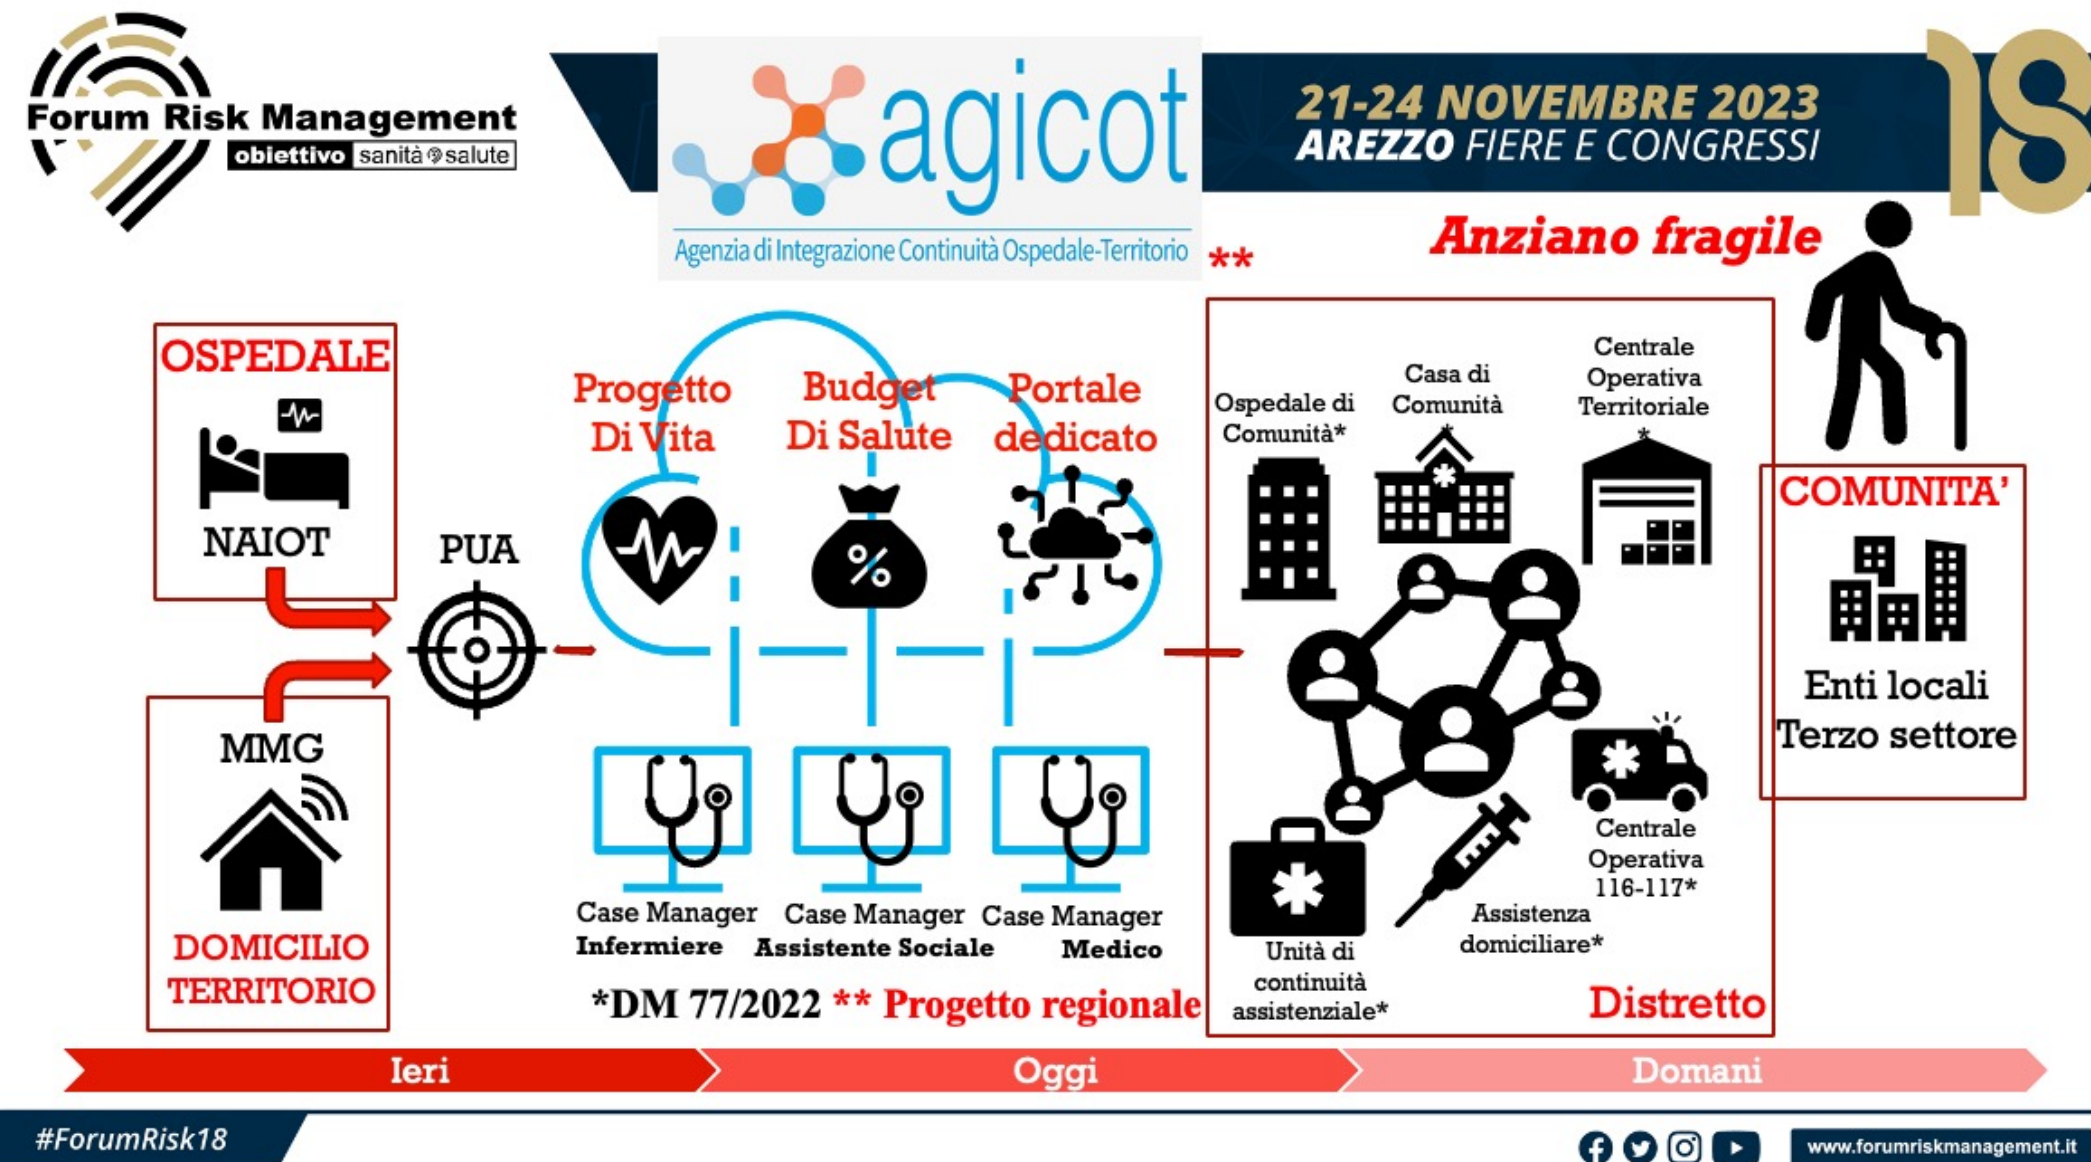 Forum Risk Management
obiettivo sanità salute
agicot
Agenzia di Integrazione Continuità Ospedale-Territorio
**
21-24 NOVEMBRE 2023
AREZZO FIERE E CONGRESSI
18
Anziano fragile
OSPEDALE
NAIOT
MMG
DOMICILIO
TERRITORIO
PUA
Progetto
Di Vita
Budget
Di Salute
Portale
dedicato
%
Case Manager
Infermiere
Case Manager
Assistente Sociale
Case Manager
Medico
*DM 77/2022 ** Progetto regionale
Ospedale di
Comunità*
Casa di
Comunità
*
Centrale
Operativa
Territoriale
*
Centrale
Operativa
116-117*
Assistenza
domiciliare*
Unità di
continuità
assistenziale*
Distretto
COMUNITA'
Enti locali
Terzo settore
Ieri
Oggi
Domani
#ForumRisk18
www.forumriskmanagement.it